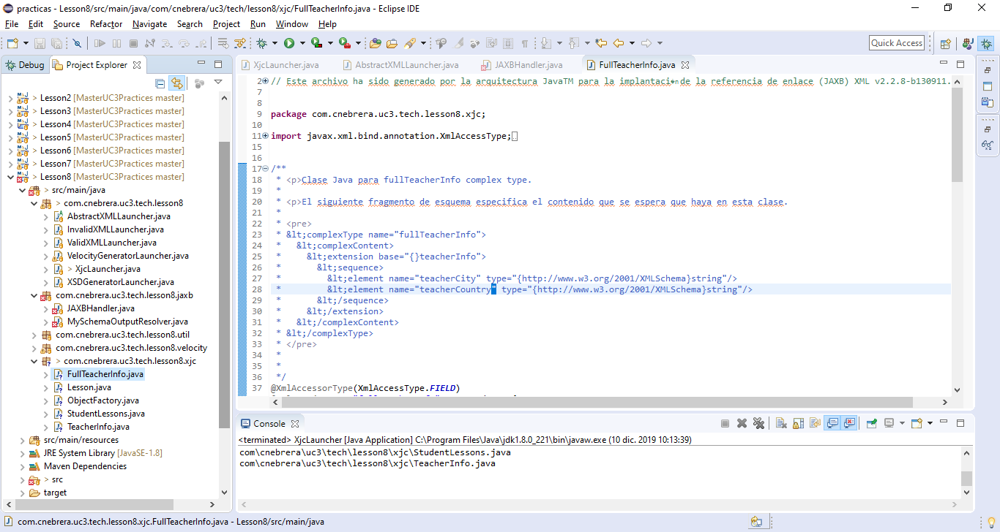 practicas - Lesson8/src/main/java/com/cnebrera/uc3/tech/lesson8/xjc/FullTeacherInfo.java - Eclipse IDE
File Edit Source Refactor Navigate Search Project Run Window Help
Quick Access
Debug Project Explorer
> Lesson2 [MasterUC3Practices master]
> Lesson3 [MasterUC3Practices master]
> Lesson4 [MasterUC3Practices master]
> Lesson5 [MasterUC3Practices master]
> Lesson6 [MasterUC3Practices master]
> Lesson7 [MasterUC3Practices master]
> Lesson8 [MasterUC3Practices master]
> src/main/java
> com.cnebrera.uc3.tech.lesson8
AbstractXMLLauncher.java
InvalidXMLLauncher.java
ValidXMLLauncher.java
VelocityGeneratorLauncher.java
> XjcLauncher.java
XSDGeneratorLauncher.java
com.cnebrera.uc3.tech.lesson8.jaxb
JAXBHandler.java
MySchemaOutputResolver.java
com.cnebrera.uc3.tech.lesson8.util
com.cnebrera.uc3.tech.lesson8.velocity
> com.cnebrera.uc3.tech.lesson8.xjc
FullTeacherInfo.java
Lesson.java
ObjectFactory.java
StudentLessons.java
TeacherInfo.java
src/main/resources
JRE System Library [JavaSE-1.8]
Maven Dependencies
> src
target
XjcLauncher.java AbstractXMLLauncher.java JAXBHandler.java FullTeacherInfo.java
2 // Este archivo ha sido generado por la arquitectura JavaTM para la implantaci�n de la referencia de enlace (JAXB) XML v2.2.8-b130911.
7
8
9 package com.cnebrera.uc3.tech.lesson8.xjc;
10
11 import javax.xml.bind.annotation.XmlAccessType;
15
16
17 /**
18 * <p>Clase Java para fullTeacherInfo complex type.
19 *
20 * <p>El siguiente fragmento de esquema especifica el contenido que se espera que haya en esta clase.
21 *
22 * <pre>
23 * &lt;complexType name="fullTeacherInfo">
24 *   &lt;complexContent>
25 *     &lt;extension base="{}teacherInfo">
26 *       &lt;sequence>
27 *         &lt;element name="teacherCity" type="{http://www.w3.org/2001/XMLSchema}string"/>
28 *         &lt;element name="teacherCountry" type="{http://www.w3.org/2001/XMLSchema}string"/>
29 *       &lt;/sequence>
30 *     &lt;/extension>
31 *   &lt;/complexContent>
32 * &lt;/complexType>
33 * </pre>
34 *
35 *
36 */
37 @XmlAccessorType(XmlAccessType.FIELD)
Console
<terminated> XjcLauncher [Java Application] C:\Program Files\Java\jdk1.8.0_221\bin\javaw.exe (10 dic. 2019 10:13:39)
com\cnebrera\uc3\tech\lesson8\xjc\StudentLessons.java
com\cnebrera\uc3\tech\lesson8\xjc\TeacherInfo.java
com.cnebrera.uc3.tech.lesson8.xjc.FullTeacherInfo.java - Lesson8/src/main/java